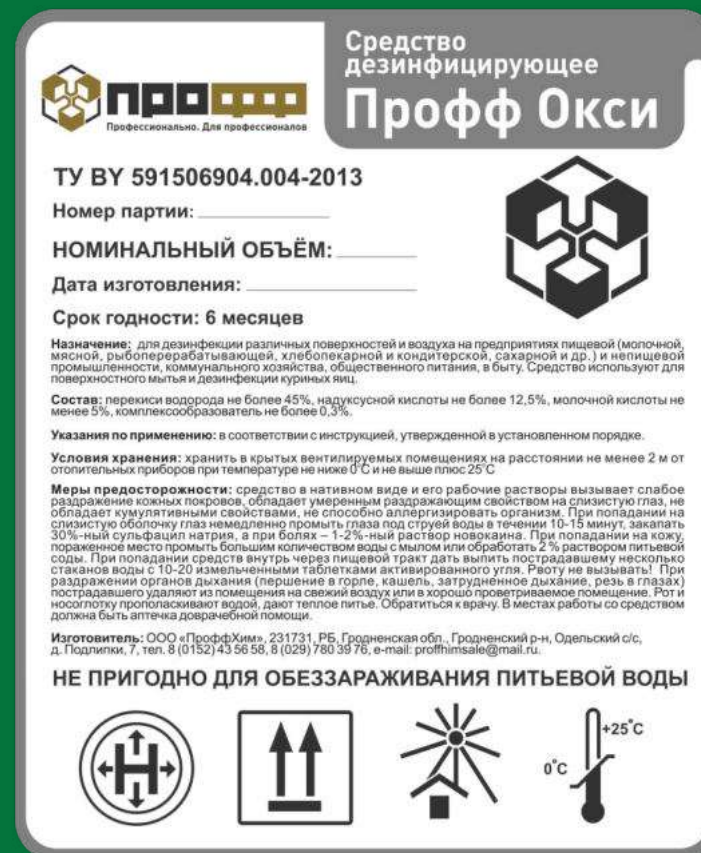 Средство
дезинфицирующее
Профф Окси
ПРОФФ
Профессионально. Для профессионалов
ТУ BY 591506904.004-2013
Номер партии:
НОМИНАЛЬНЫЙ ОБЪЁМ:
Дата изготовления:
Срок годности: 6 месяцев
Назначение: для дезинфекции различных поверхностей и воздуха на предприятиях пищевой (молочной,
мясной, рыбоперерабатывающей, хлебопекарной и кондитерской, сахарной и др.) и непищевой
промышленности, коммунального хозяйства, общественного питания, в быту. Средство используют для
поверхностного мытья и дезинфекции куриных яиц.
Состав: перекиси водорода не более 45%, надуксусной кислоты не более 12,5%, молочной кислоты не
менее 5%, комплексообразователь не более 0,3%.
Указания по применению: в соответствии с инструкцией, утвержденной в установленном порядке.
Условия хранения: хранить в крытых вентилируемых помещениях на расстоянии не менее 2 м от
отопительных приборов при температуре не ниже 0°С и не выше плюс 25°С
Меры предосторожности: средство в нативном виде и его рабочие растворы вызывает слабое
раздражение кожных покровов, обладает умеренным раздражающим свойством на слизистую глаз, не
обладает кумулятивными свойствами, не способно аллергизировать организм. При попадании на
слизистую оболочку глаз немедленно промыть глаза под струей воды в течении 10-15 минут, закапать
30%-ный сульфацил натрия, а при болях – 1-2%-ный раствор новокаина. При попадании на кожу,
пораженное место промыть большим количеством воды с мылом или обработать 2 % раствором питьевой
соды. При попадании средств внутрь через пищевой тракт дать выпить пострадавшему несколько
стаканов воды с 10-20 измельченными таблетками активированного угля. Рвоту не вызывать! При
раздражении органов дыхания (першение в горле, кашель, затрудненное дыхание, резь в глазах)
пострадавшего удаляют из помещения на свежий воздух или в хорошо проветриваемое помещение. Рот и
носоглотку прополаскивают водой, дают теплое питье. Обратиться к врачу. В местах работы со средством
должна быть аптечка доврачебной помощи.
Изготовитель: ООО «ПроффХим», 231731, РБ, Гродненская обл., Гродненский р-н, Одельский с/с,
д. Подлипки, 7, тел. 8 (0152) 43 56 58, 8 (029) 780 39 76, e-mail: proffhimsale@mail.ru.
НЕ ПРИГОДНО ДЛЯ ОБЕЗЗАРАЖИВАНИЯ ПИТЬЕВОЙ ВОДЫ
Н
+25°С
0°С